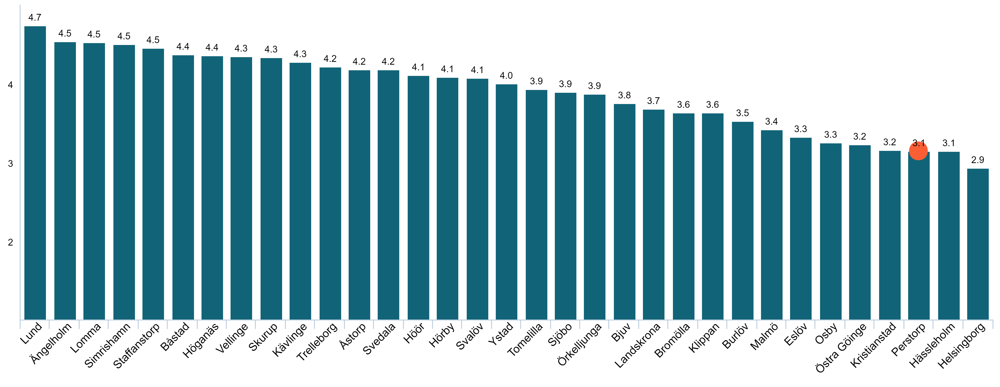 4.7
4.5
4.5
4.5
4.5
4.4
4.4
4.3
4.3
4.3
4.2
4.2
4.2
4.1
4.1
4.1
4.0
3.9
3.9
3.9
3.8
3.7
3.6
3.6
3.5
3.4
3.3
3.3
3.2
3.2
3.1
3.1
2.9
4
3
2
Lund
Ängelholm
Lomma
Simrishamn
Staffanstorp
Båstad
Höganäs
Vellinge
Skurup
Kävlinge
Trelleborg
Åstorp
Svedala
Höör
Hörby
Svalöv
Ystad
Tomelilla
Sjöbo
Örkelljunga
Bjuv
Landskrona
Bromölla
Klippan
Burlöv
Malmö
Eslöv
Osby
Östra Göinge
Kristianstad
Perstorp
Hässleholm
Helsingborg